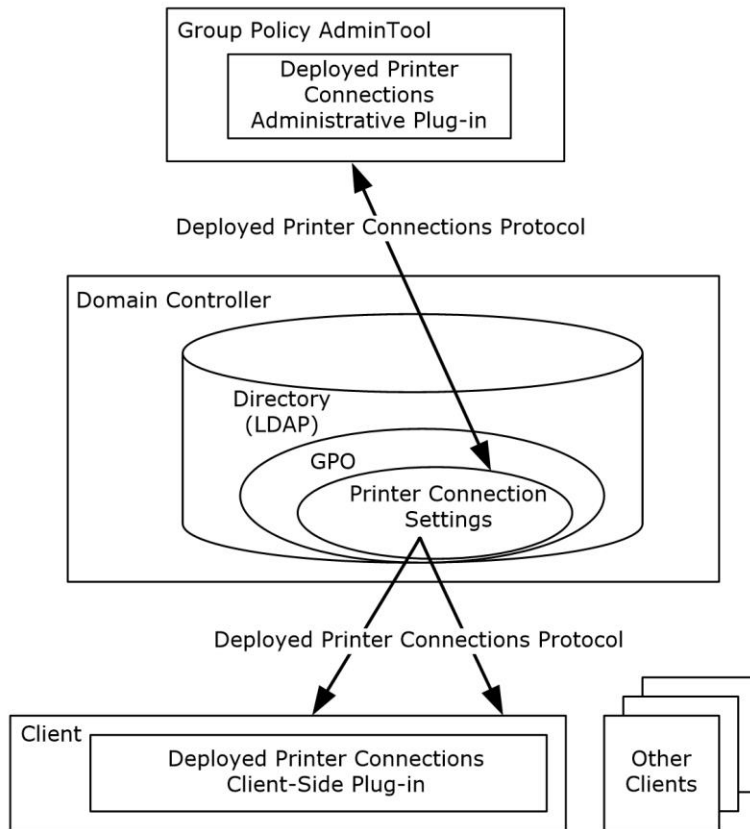 Group Policy AdminTool
Deployed Printer
Connections
Administrative Plug-in
Deployed Printer Connections Protocol
Domain Controller
Directory
(LDAP)
GPO
Printer Connection
Settings
Deployed Printer Connections Protocol
Client
Deployed Printer Connections
Client-Side Plug-in
Other
Clients